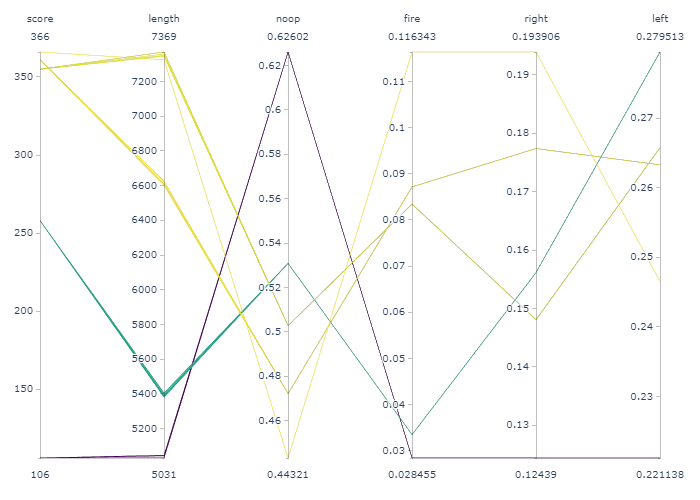 score length noop fire right left
366 7369 0.62602 0.116343 0.193906 0.279513
350 300 250 200 150
7200 7000 6800 6600 6400 6200 6000 5800 5600 5400 5200
0.62 0.6 0.58 0.56 0.54 0.52 0.5 0.48 0.46
0.11 0.1 0.09 0.08 0.07 0.06 0.05 0.04 0.03
0.19 0.18 0.17 0.16 0.15 0.14 0.13
0.27 0.26 0.25 0.24 0.23
106 5031 0.44321 0.028455 0.12439 0.221138